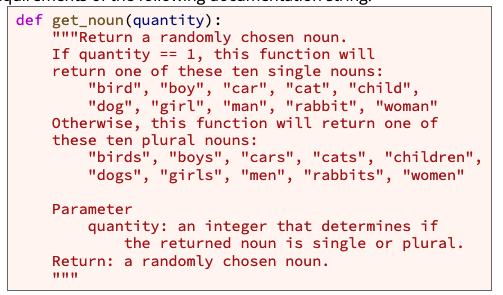 requirements of the following documentation string.
def get_noun(quantity):
    """Return a randomly chosen noun.
    If quantity == 1, this function will
    return one of these ten single nouns:
        "bird", "boy", "car", "cat", "child",
        "dog", "girl", "man", "rabbit", "woman"
    Otherwise, this function will return one of
    these ten plural nouns:
        "birds", "boys", "cars", "cats", "children",
        "dogs", "girls", "men", "rabbits", "women"

    Parameter
        quantity: an integer that determines if
            the returned noun is single or plural.
    Return: a randomly chosen noun.
    """